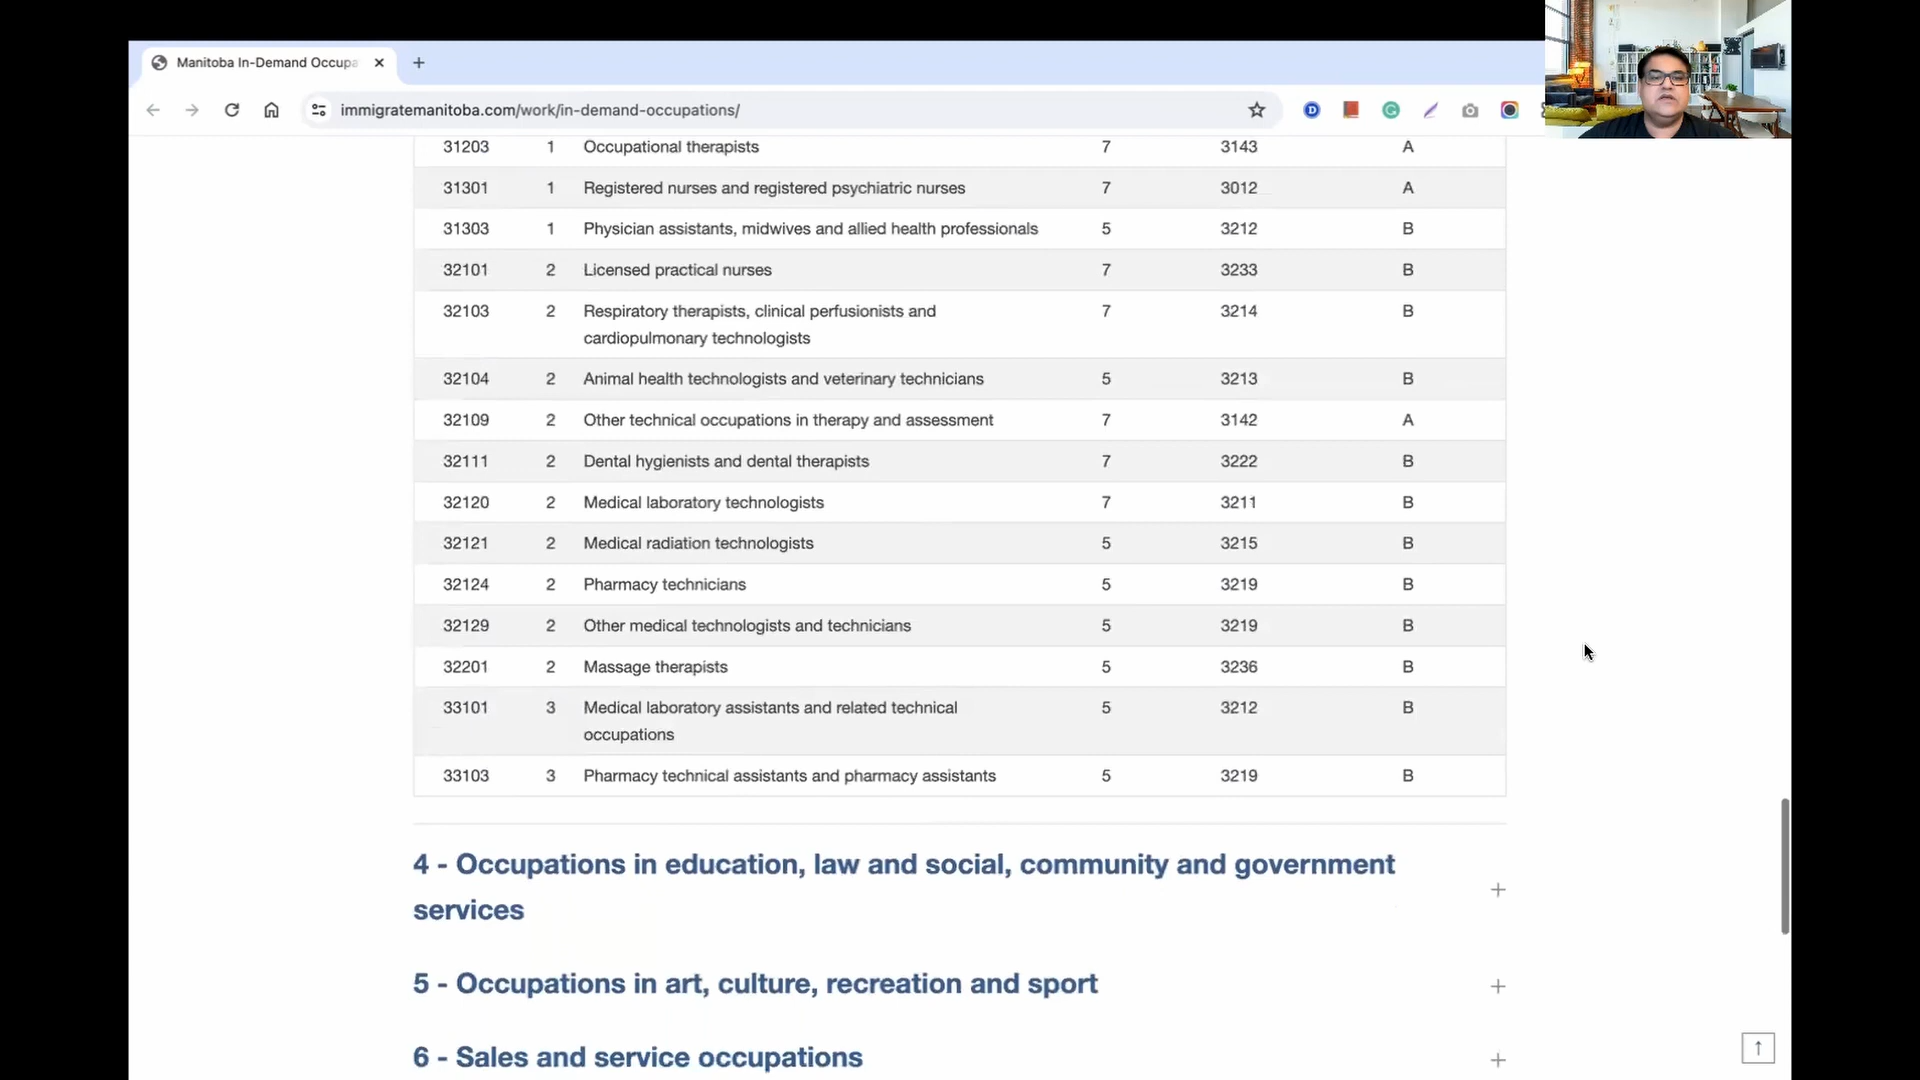 Manitoba In-Demand Occupa
immigratemanitoba.com/work/in-demand-occupations/
31203 1 Occupational therapists 7 3143 A
31301 1 Registered nurses and registered psychiatric nurses 7 3012 A
31303 1 Physician assistants, midwives and allied health professionals 5 3212 B
32101 2 Licensed practical nurses 7 3233 B
32103 2 Respiratory therapists, clinical perfusionists and 7 3214 B
cardiopulmonary technologists
32104 2 Animal health technologists and veterinary technicians 5 3213 B
32109 2 Other technical occupations in therapy and assessment 7 3142 A
32111 2 Dental hygienists and dental therapists 7 3222 B
32120 2 Medical laboratory technologists 7 3211 B
32121 2 Medical radiation technologists 5 3215 B
32124 2 Pharmacy technicians 5 3219 B
32129 2 Other medical technologists and technicians 5 3219 B
32201 2 Massage therapists 5 3236 B
33101 3 Medical laboratory assistants and related technical 5 3212 B
occupations
33103 3 Pharmacy technical assistants and pharmacy assistants 5 3219 B
4 - Occupations in education, law and social, community and government
services
5 - Occupations in art, culture, recreation and sport
6 - Sales and service occupations